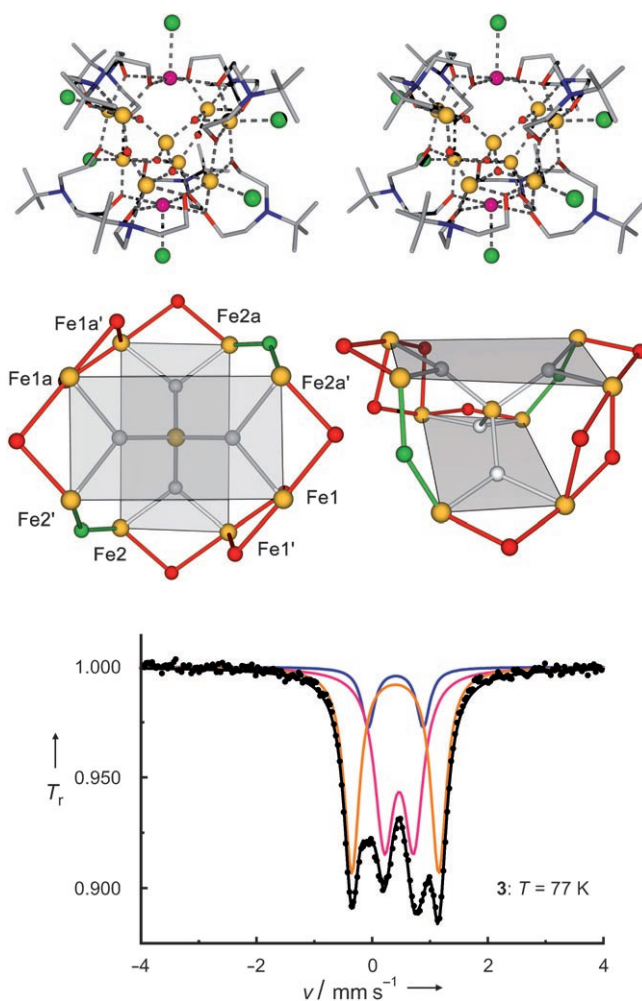 Fe1a'
Fe2a
Fe1a
Fe2a'
Fe2'
Fe1
Fe2
Fe1'
1.000
0.950
0.900
Tr
3: T = 77 K
−4
−2
0
2
4
v / mm s⁻¹